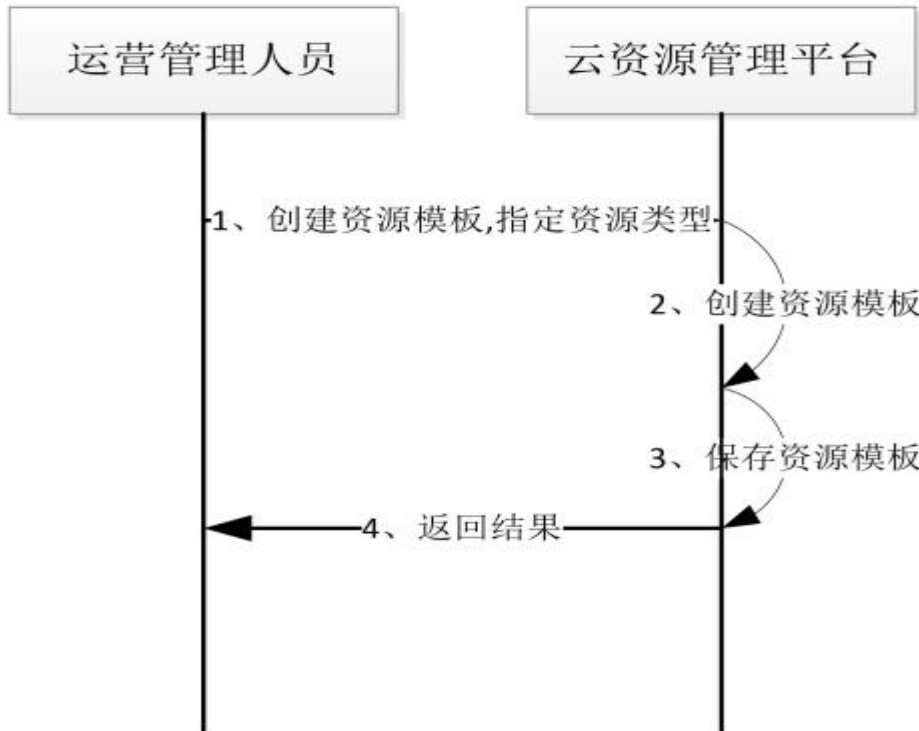 运营管理人员
云资源管理平台
1、创建资源模板,指定资源类型
2、创建资源模板
3、保存资源模板
4、返回结果